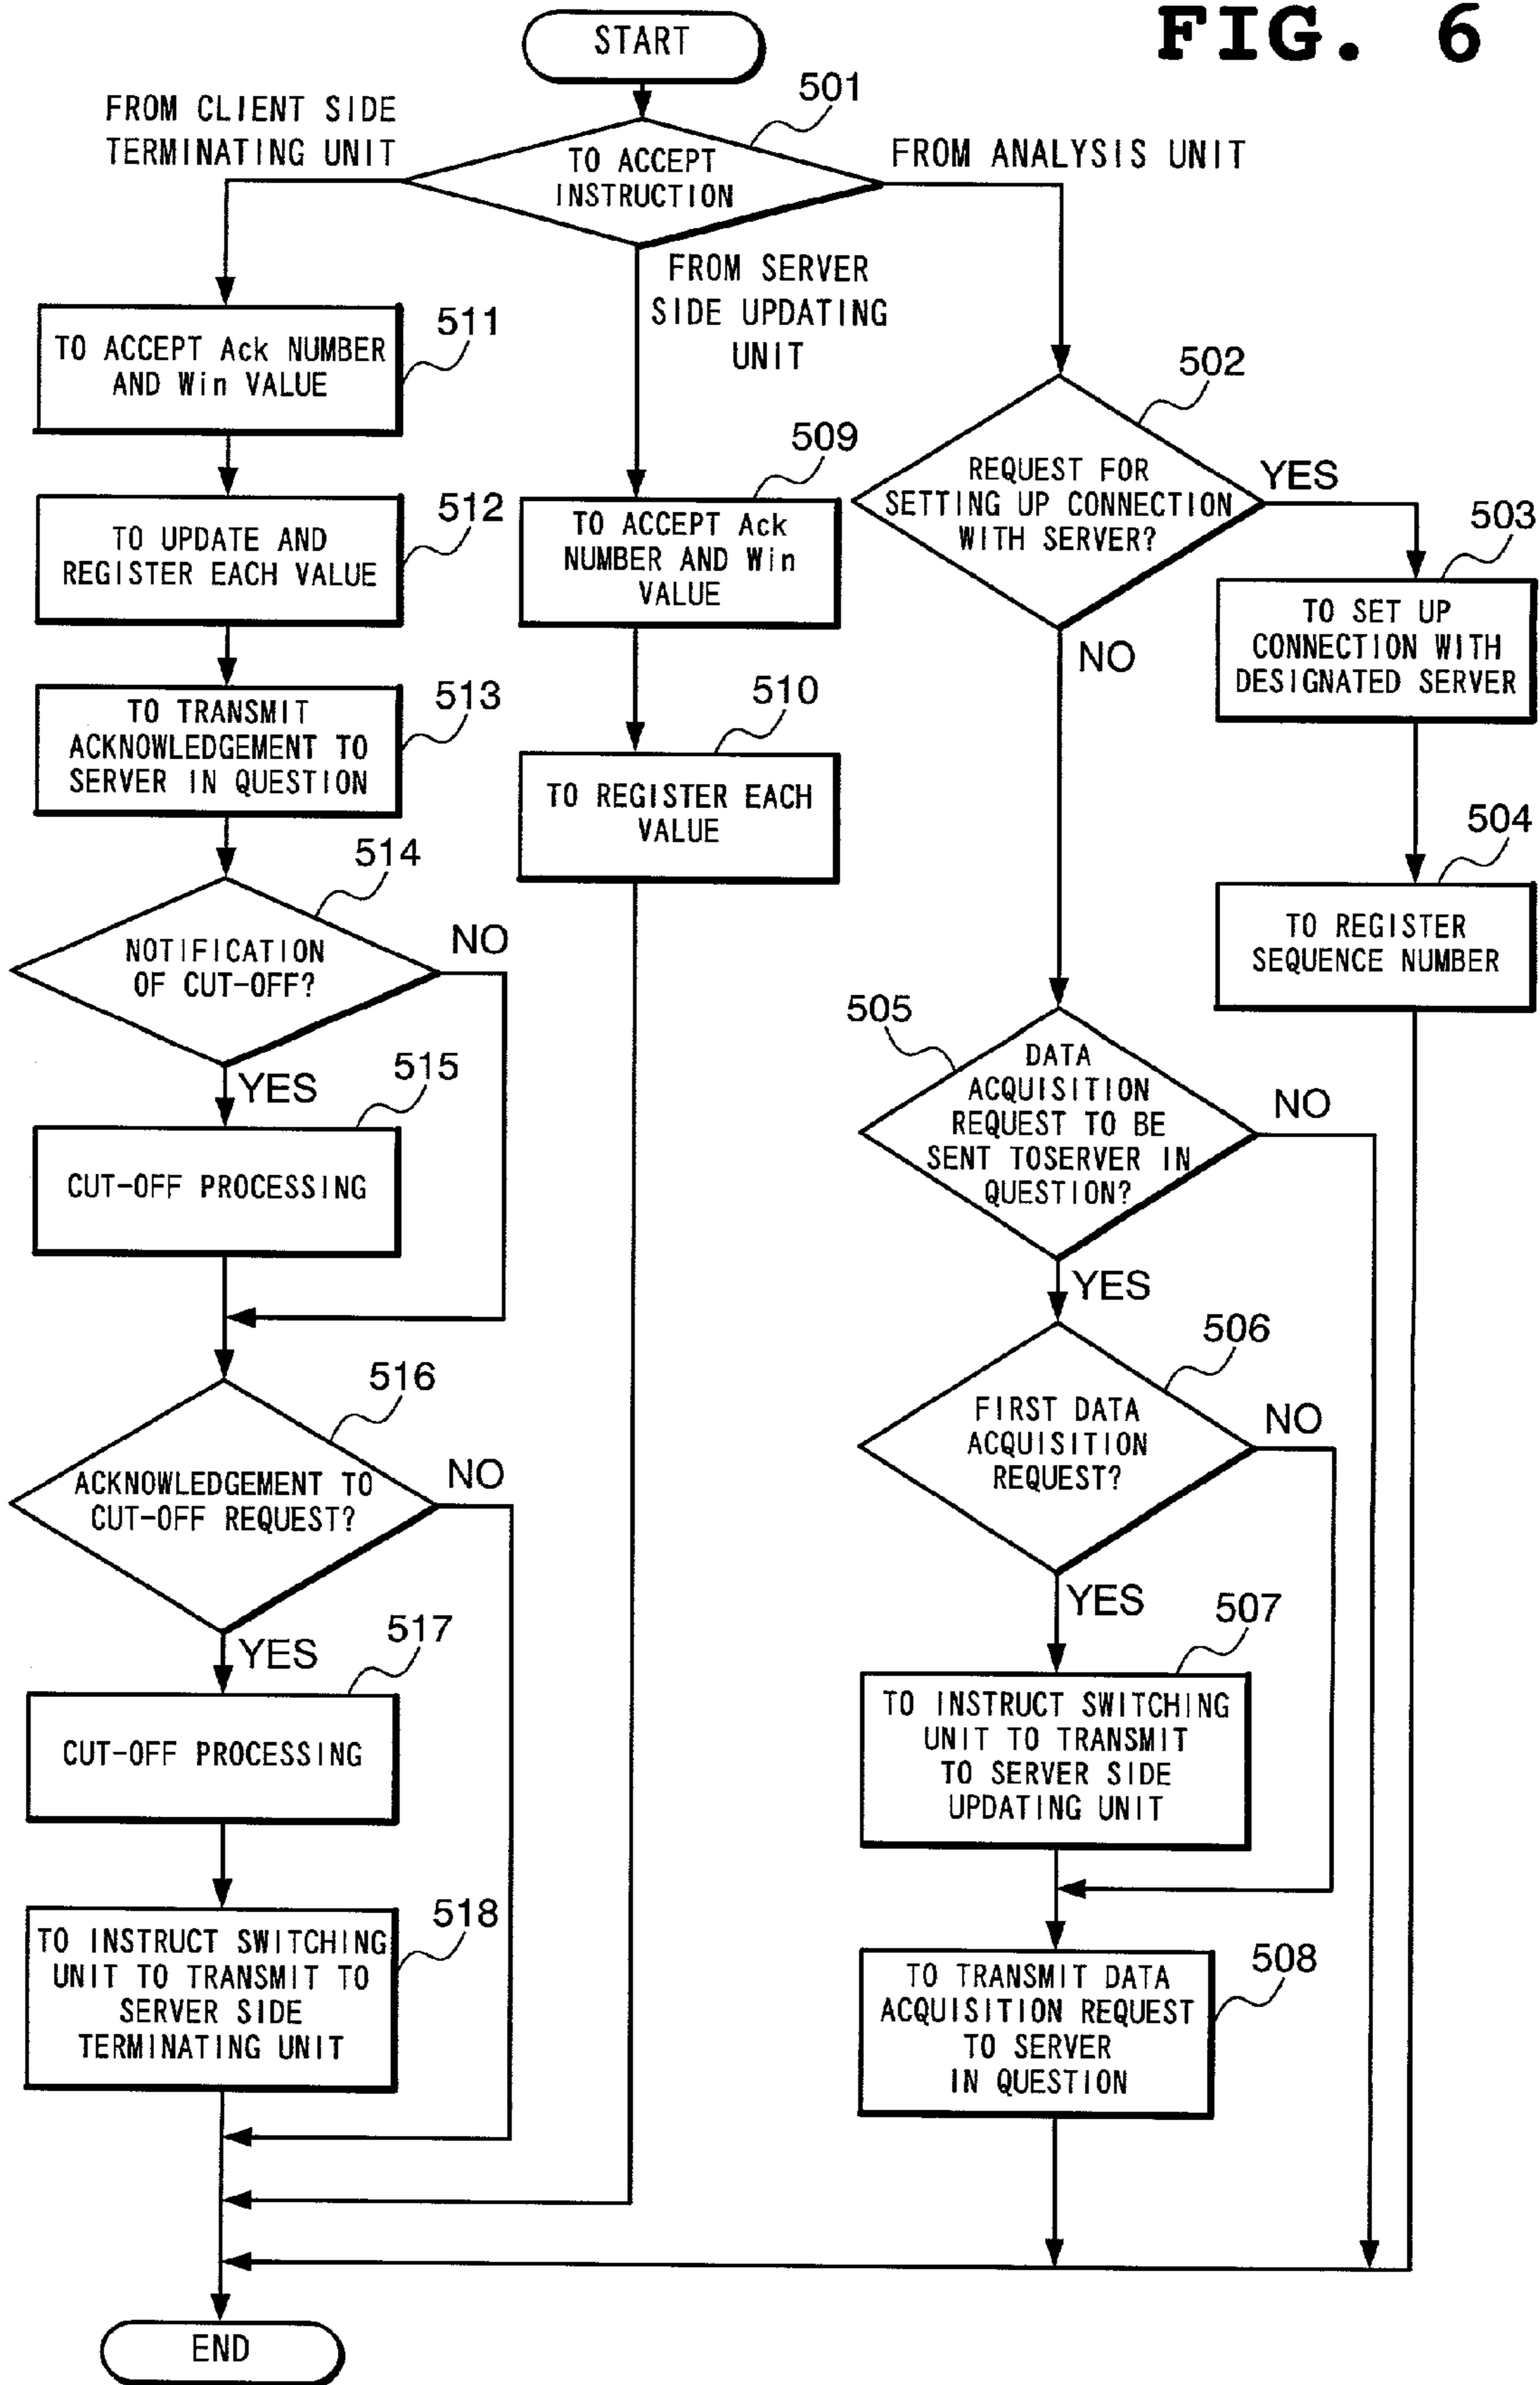 FIG. 6
START
501
FROM CLIENT SIDE
TERMINATING UNIT
TO ACCEPT
INSTRUCTION
FROM ANALYSIS UNIT
FROM SERVER
SIDE UPDATING
UNIT
511
TO ACCEPT Ack NUMBER
AND Win VALUE
512
TO UPDATE AND
REGISTER EACH VALUE
513
TO TRANSMIT
ACKNOWLEDGEMENT TO
SERVER IN QUESTION
514
NOTIFICATION
OF CUT-OFF?
NO
YES
515
CUT-OFF PROCESSING
516
ACKNOWLEDGEMENT TO
CUT-OFF REQUEST?
NO
YES
517
CUT-OFF PROCESSING
518
TO INSTRUCT SWITCHING
UNIT TO TRANSMIT TO
SERVER SIDE
TERMINATING UNIT
509
TO ACCEPT Ack
NUMBER AND Win
VALUE
510
TO REGISTER EACH
VALUE
502
REQUEST FOR
SETTING UP CONNECTION
WITH SERVER?
YES
NO
503
TO SET UP
CONNECTION WITH
DESIGNATED SERVER
504
TO REGISTER
SEQUENCE NUMBER
505
DATA
ACQUISITION
REQUEST TO BE
SENT TOSERVER IN
QUESTION?
NO
YES
506
FIRST DATA
ACQUISITION
REQUEST?
NO
YES
507
TO INSTRUCT SWITCHING
UNIT TO TRANSMIT
TO SERVER SIDE
UPDATING UNIT
508
TO TRANSMIT DATA
ACQUISITION REQUEST
TO SERVER
IN QUESTION
END